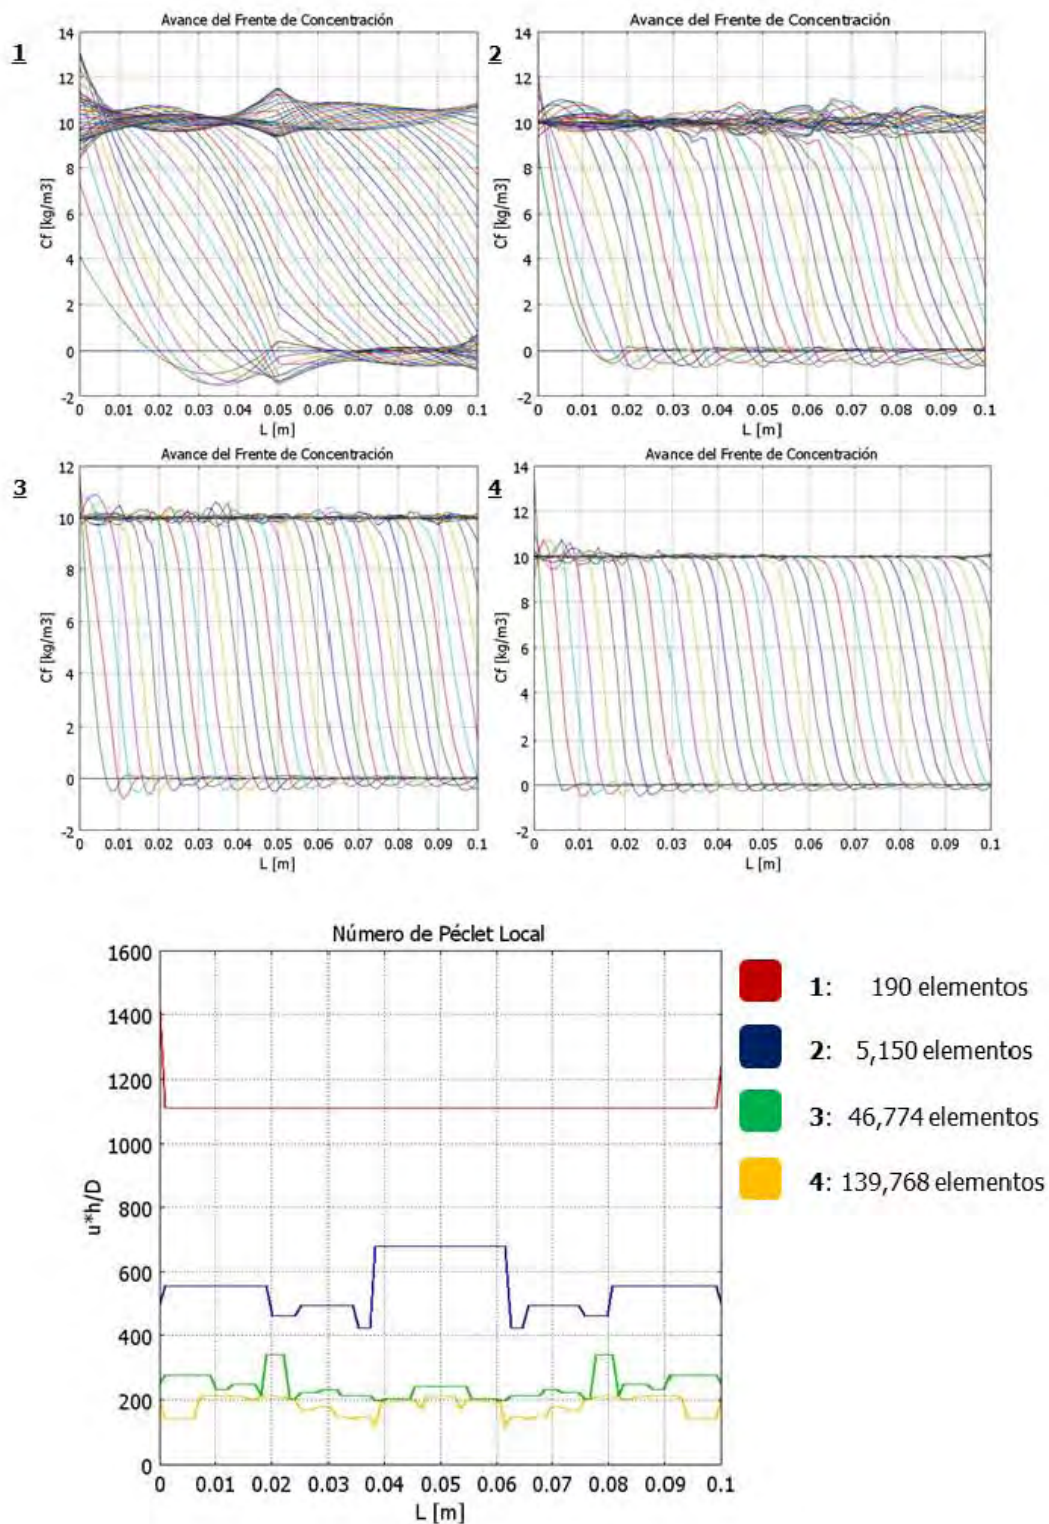 1
Avance del Frente de Concentración
14
12
10
8
6
4
2
0
-2
Cf [kg/m3]
0 0.01 0.02 0.03 0.04 0.05 0.06 0.07 0.08 0.09 0.1
L [m]
2
Avance del Frente de Concentración
14
12
10
8
6
4
2
0
-2
Cf [kg/m3]
0 0.01 0.02 0.03 0.04 0.05 0.06 0.07 0.08 0.09 0.1
L [m]
3
Avance del Frente de Concentración
12
10
8
6
4
2
0
-2
Cf [kg/m3]
0 0.01 0.02 0.03 0.04 0.05 0.06 0.07 0.08 0.09 0.1
L [m]
4
Avance del Frente de Concentración
14
12
10
8
6
4
2
0
-2
Cf [kg/m3]
0 0.01 0.02 0.03 0.04 0.05 0.06 0.07 0.08 0.09 0.1
L [m]
Número de Péclet Local
1600
1400
1200
1000
800
600
400
200
0
u*h/D
0 0.01 0.02 0.03 0.04 0.05 0.06 0.07 0.08 0.09 0.1
L [m]
1: 190 elementos
2: 5,150 elementos
3: 46,774 elementos
4: 139,768 elementos